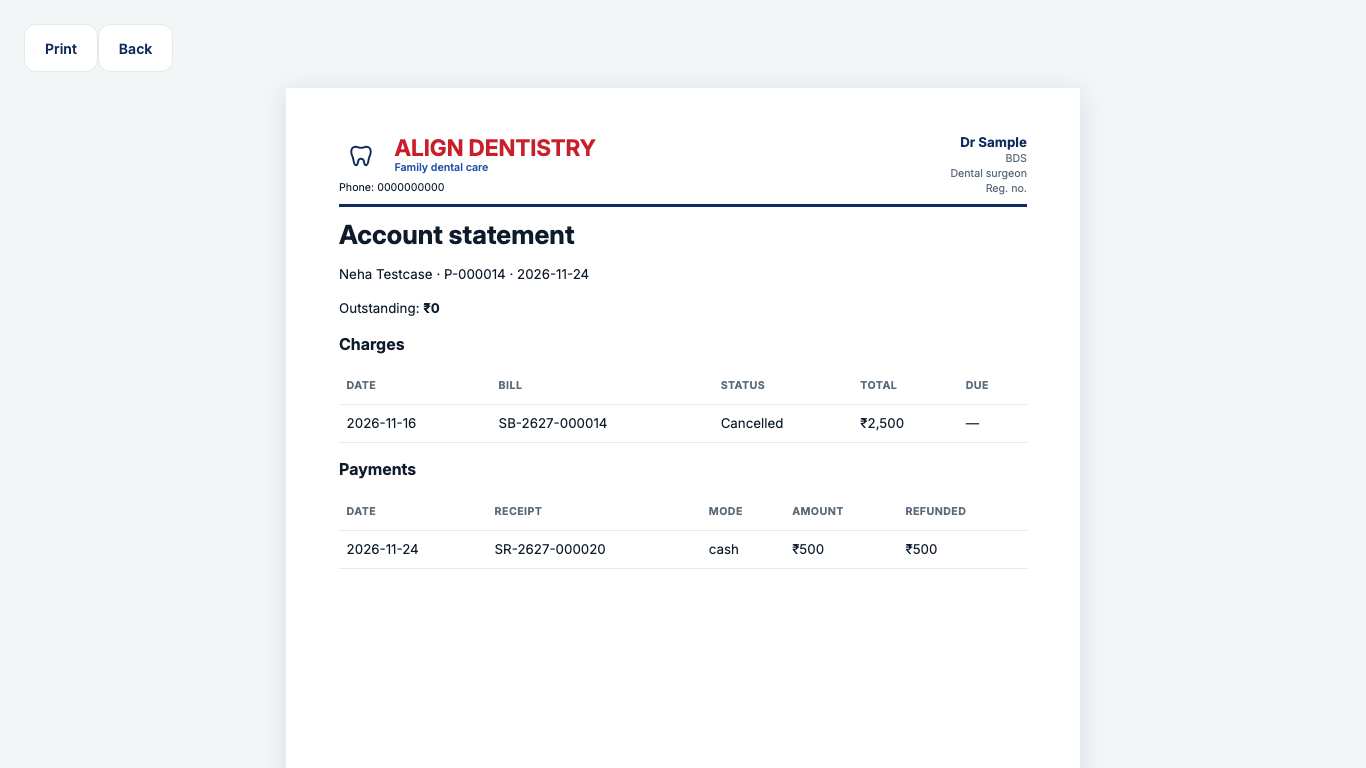 Print Back
ALIGN DENTISTRY
Family dental care
Phone: 0000000000
Dr Sample
BDS
Dental surgeon
Reg. no.
Account statement
Neha Testcase · P-000014 · 2026-11-24
Outstanding: ₹0
Charges
DATE BILL STATUS TOTAL DUE
2026-11-16 SB-2627-000014 Cancelled ₹2,500 —
Payments
DATE RECEIPT MODE AMOUNT REFUNDED
2026-11-24 SR-2627-000020 cash ₹500 ₹500